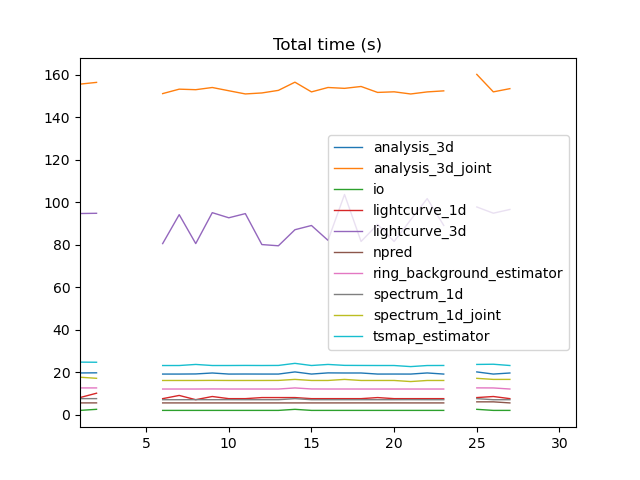 Total time (s)
160
140
120
100
80
60
40
20
0
analysis_3d
analysis_3d_joint
io
lightcurve_1d
lightcurve_3d
npred
ring_background_estimator
spectrum_1d
spectrum_1d_joint
tsmap_estimator
5 10 15 20 25 30